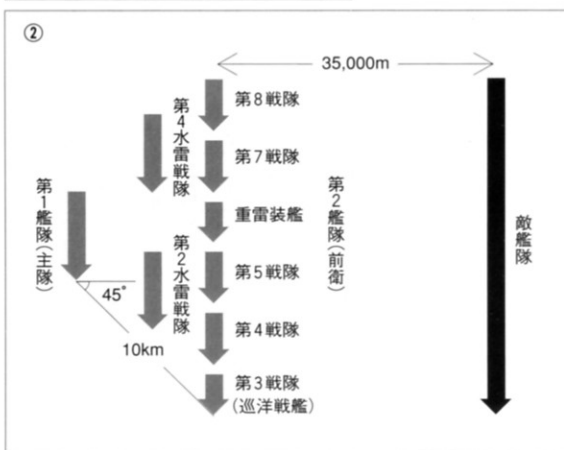 ②
35,000m
第8戦隊
第4水雷戦隊
第7戦隊
第1艦隊(主隊)
重雷装艦
第2艦隊(前衛)
敵艦隊
第2水雷戦隊
第5戦隊
45°
第4戦隊
10km
第3戦隊
(巡洋戦艦)